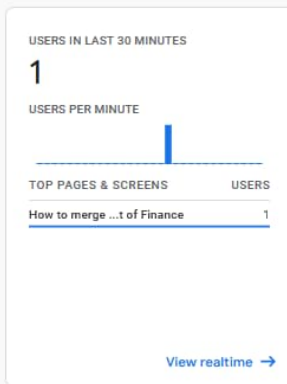 USERS IN LAST 30 MINUTES
1
USERS PER MINUTE
TOP PAGES & SCREENS USERS
How to merge ...t of Finance 1
View realtime →